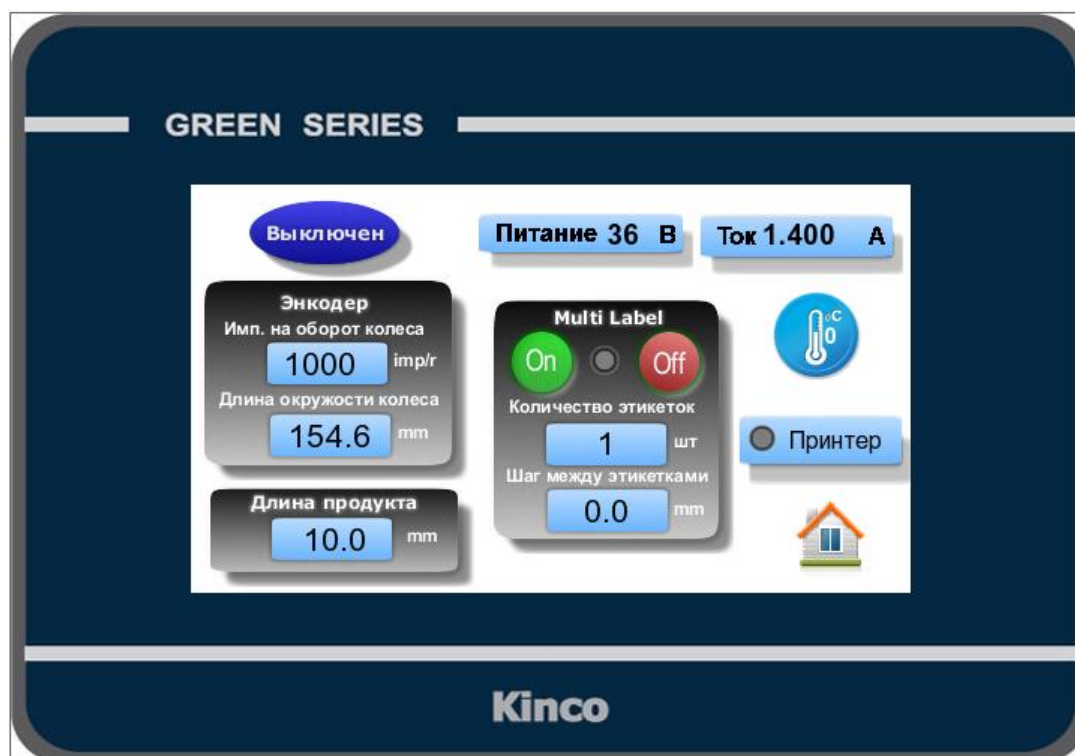 GREEN SERIES
Выключен
Питание 36 В
Ток 1.400 А
Энкодер
Имп. на оборот колеса
1000 imp/r
Длина окружости колеса
154.6 mm
Длина продукта
10.0 mm
Multi Label
On Off
Количество этикеток
1 шт
Шаг между этикетками
0.0 mm
°C
0
Принтер
Kinco